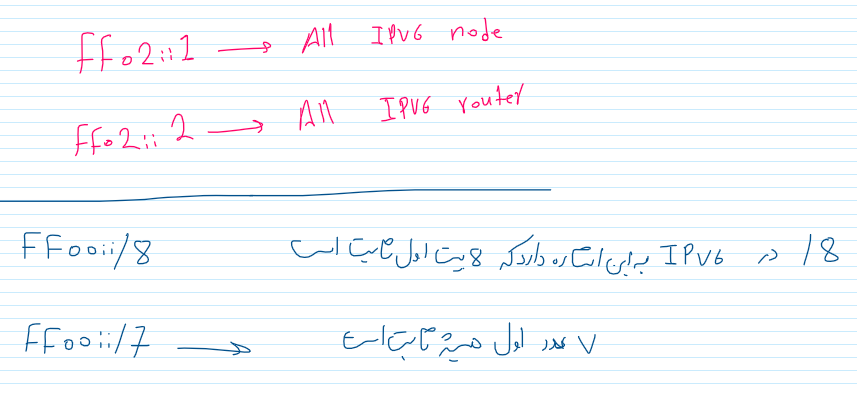 FF02::1 → All IPV6 node
FF02::2 → All IPV6 router
FF00::/8 /8 در IPV6 به این اشاره دارد که 8 بیت اول ثابت است
FF00::/7 → 7 عدد اول همیشه ثابت است